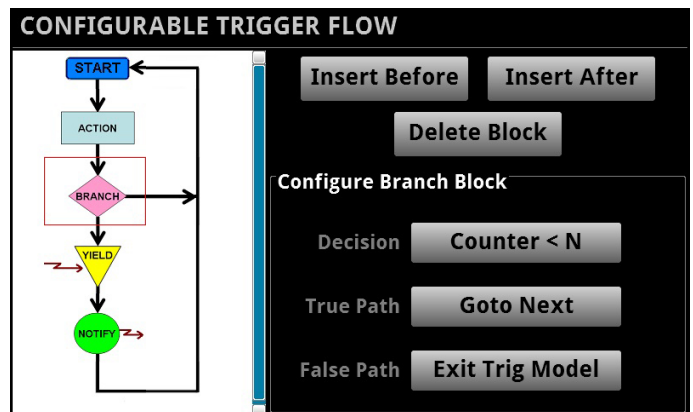 CONFIGURABLE TRIGGER FLOW
START
ACTION
BRANCH
YIELD
NOTIFY
Insert Before
Insert After
Delete Block
Configure Branch Block
Decision
Counter < N
True Path
Goto Next
False Path
Exit Trig Model